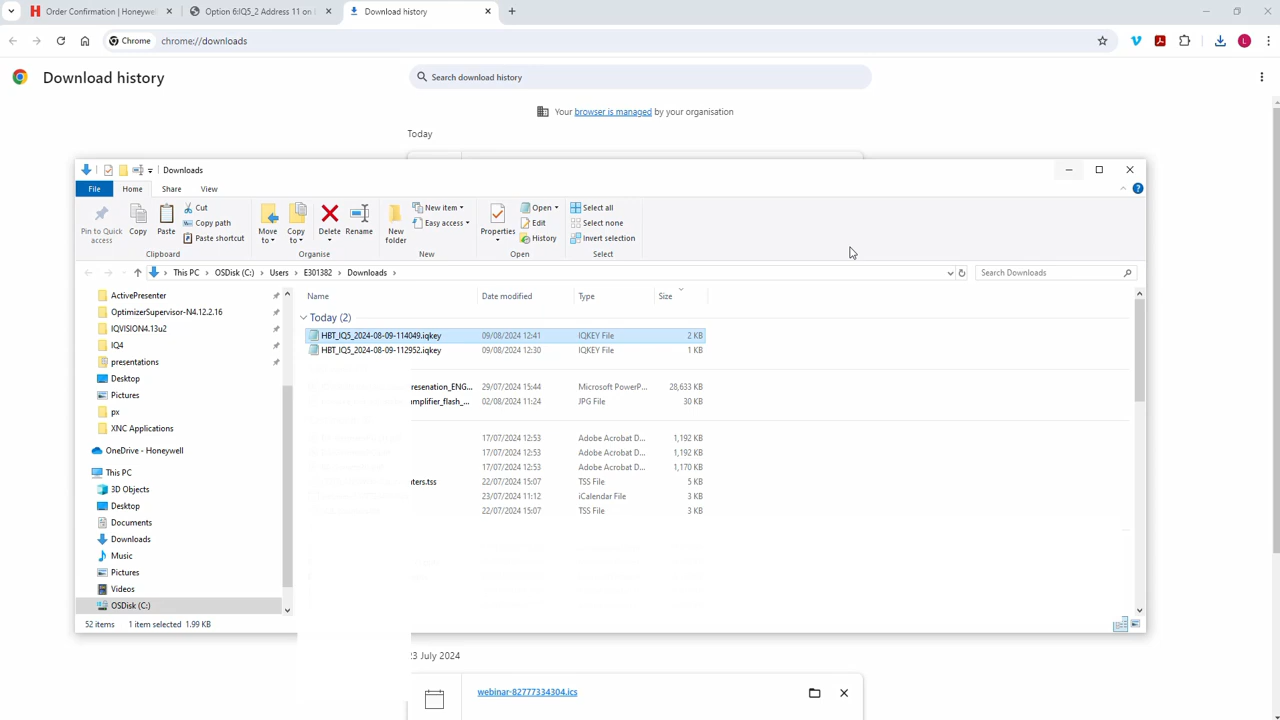 Order Confirmation (Honeywell
Option 6:IQ5_2 Address 11 on L
Download history
Chrome
chrome://downloads
L
Download history
Search download history
Your browser is managed by your organisation
Today
Downloads
File
Home
Share
View
Pin to Quick access
Copy
Paste
Cut
Copy path
Paste shortcut
Clipboard
Move to
Copy to
Delete
Rename
Organise
New folder
New item
Easy access
New
Properties
Open
Edit
History
Open
Select all
Select none
Invert selection
Select
This PC > OSDisk (C:) > Users > E301382 > Downloads >
Search Downloads
ActivePresenter
OptimizerSupervisor-N4.12.2.16
IQVISION4.13u2
IQ4
presentations
Desktop
Pictures
px
XNC Applications
OneDrive - Honeywell
This PC
3D Objects
Desktop
Documents
Downloads
Music
Pictures
Videos
OSDisk (C:)
Name Date modified Type Size
Today (2)
HBT_IQ5_2024-08-09-114049.iqkey 09/08/2024 12:41 IQKEY File 2 KB
HBT_IQ5_2024-08-09-112952.iqkey 09/08/2024 12:30 IQKEY File 1 KB
presenation_ENG... 29/07/2024 15:44 Microsoft PowerP... 28,633 KB
amplifier_flash_... 02/08/2024 11:24 JPG File 30 KB
17/07/2024 12:53 Adobe Acrobat D... 1,192 KB
17/07/2024 12:53 Adobe Acrobat D... 1,192 KB
17/07/2024 12:53 Adobe Acrobat D... 1,170 KB
ters.tss 22/07/2024 15:07 TSS File 5 KB
23/07/2024 11:12 iCalendar File 3 KB
22/07/2024 15:07 TSS File 3 KB
52 items 1 item selected 1.99 KB
23 July 2024
webinar-82777334304.ics